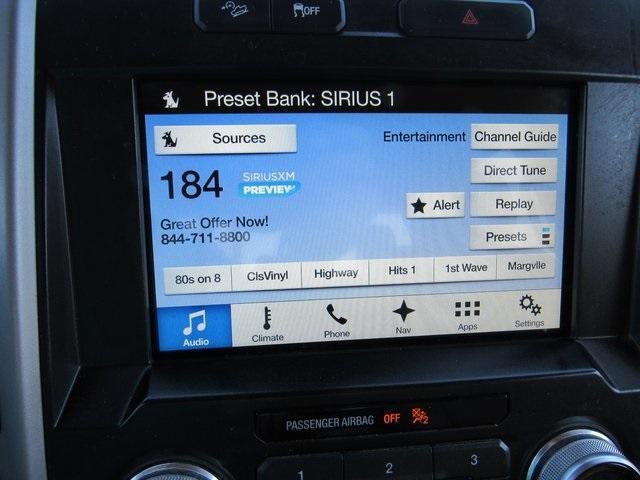 OFF
Preset Bank: SIRIUS 1
Sources
Entertainment
Channel Guide
184
SIRIUSXM
PREVIEW
Direct Tune
Alert
Replay
Great Offer Now!
844-711-8800
Presets
80s on 8
ClsVinyl
Highway
Hits 1
1st Wave
Margvlle
Audio
Climate
Phone
Nav
Apps
Settings
PASSENGER AIRBAG OFF 2
1 2 3